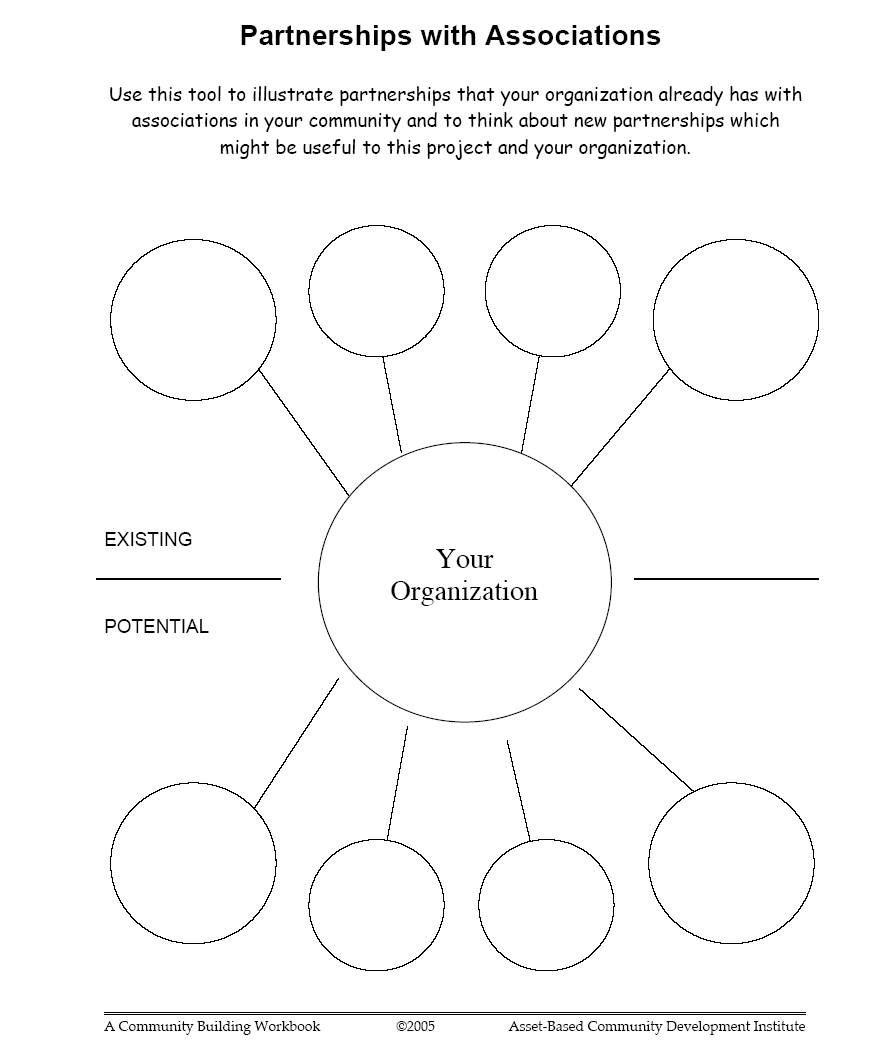 Partnerships with Associations
Use this tool to illustrate partnerships that your organization already has with
associations in your community and to think about new partnerships which
might be useful to this project and your organization.
EXISTING
Your
Organization
POTENTIAL
A Community Building Workbook ©2005 Asset-Based Community Development Institute